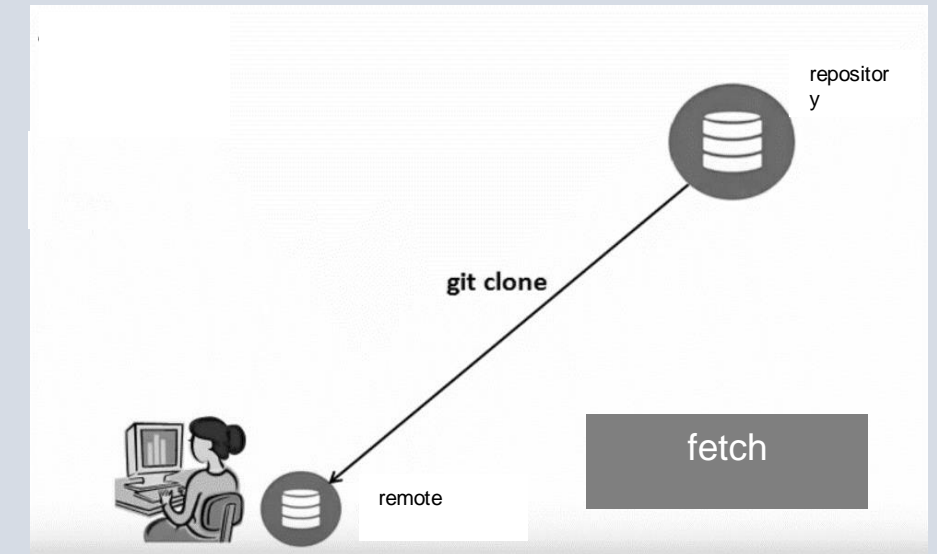 repositor
y
git clone
fetch
remote